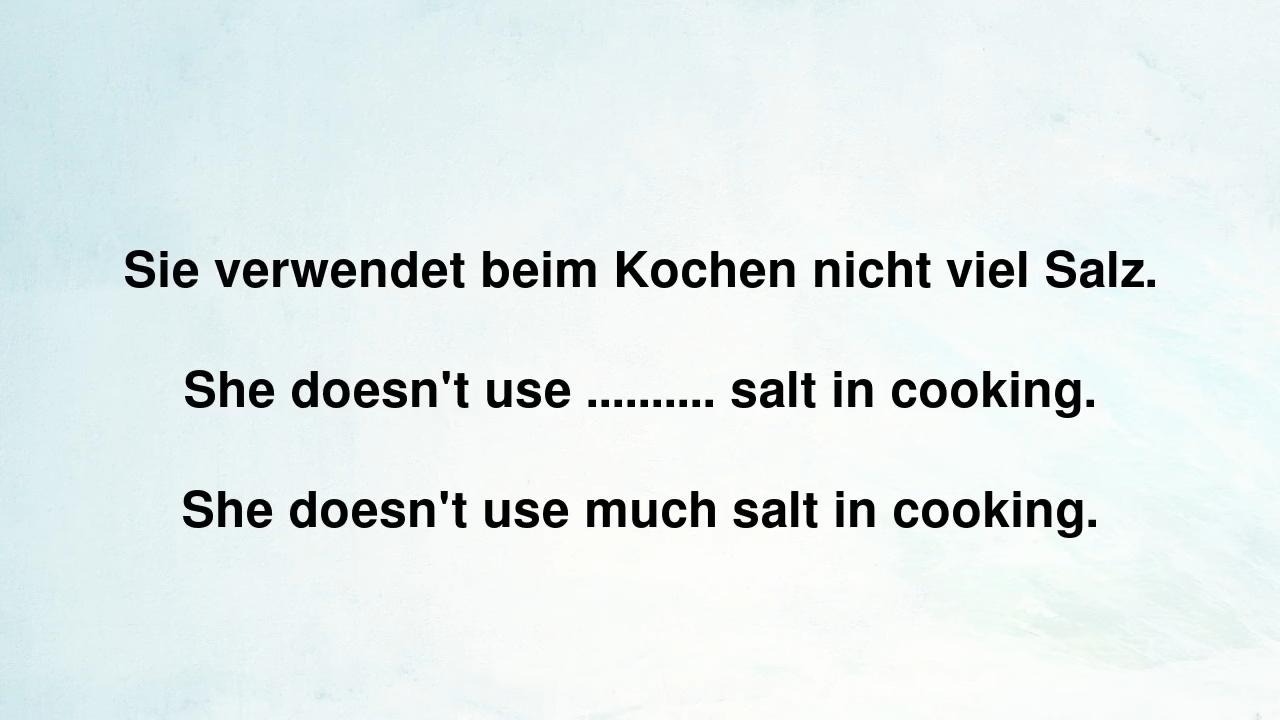 Sie verwendet beim Kochen nicht viel Salz.
She doesn't use .......... salt in cooking.
She doesn't use much salt in cooking.